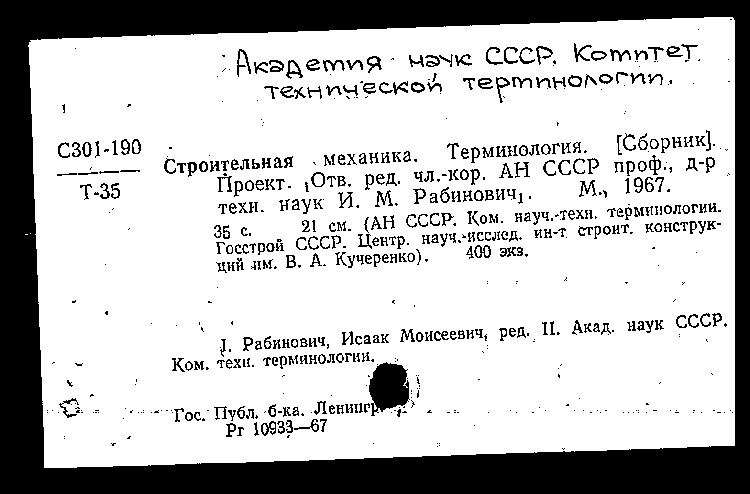 Академия наук СССР. Комитет
технической терминологии.
С301-190
Т-35
Строительная механика. Терминология. [Сборник].
Проект. [Отв. ред. чл.-кор. АН СССР проф., д-р
техн. наук И. М. Рабинович]. М., 1967.
35 с. 21 см. (АН СССР. Ком. науч.-техн. терминологии.
Госстрой СССР. Центр. науч.-исслед. ин-т строит. конструк-
ций им. В. А. Кучеренко). 400 экз.
I. Рабинович, Исаак Моисеевич, ред. II. Акад. наук СССР.
Ком. техн. терминологии.
Гос. Публ. б-ка. Ленингр
Рг 10933—67